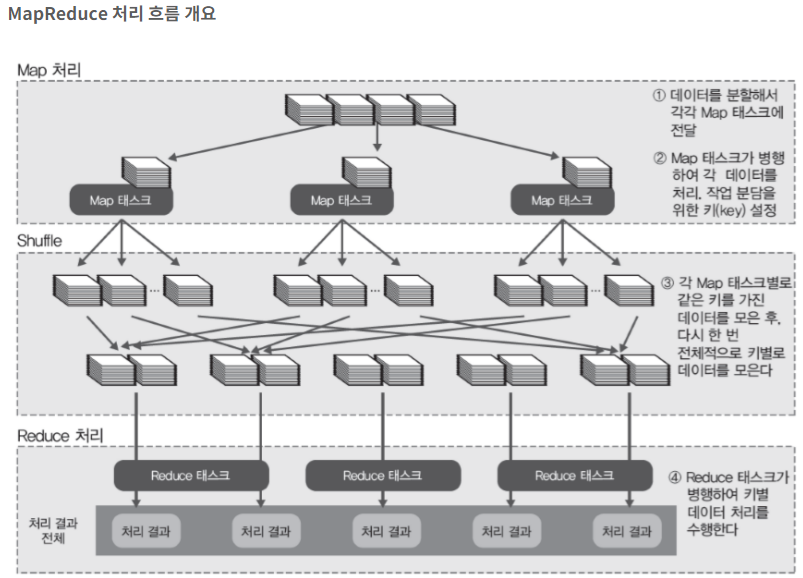 MapReduce 처리 흐름 개요
Map 처리
① 데이터를 분할해서
각각 Map 태스크에
전달
② Map 태스크가 병행
하여 각 데이터를
처리, 작업 분담을
위한 키(key) 설정
Map 태스크
Map 태스크
Map 태스크
Shuffle
...
...
...
③ 각 Map 태스크별로
같은 키를 가진
데이터를 모은 후,
다시 한 번
전체적으로 키별로
데이터를 모은다
Reduce 처리
Reduce 태스크
Reduce 태스크
Reduce 태스크
④ Reduce 태스크가
병행하여 키별
데이터 처리를
수행한다
처리 결과
전체
처리 결과
처리 결과
처리 결과
처리 결과
처리 결과